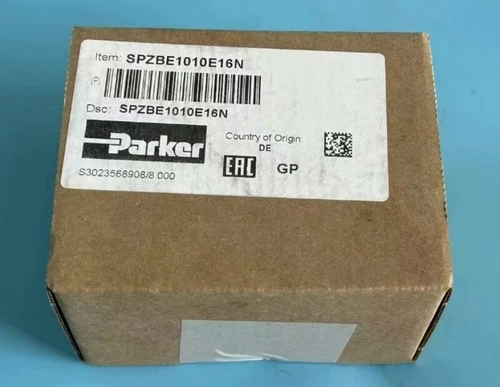 Item: SPZBE1010E16N
(P)
Dsc: SPZBE1010E16N
Parker
Country of Origin:
DE
EAC GP
S3023568908/8 000